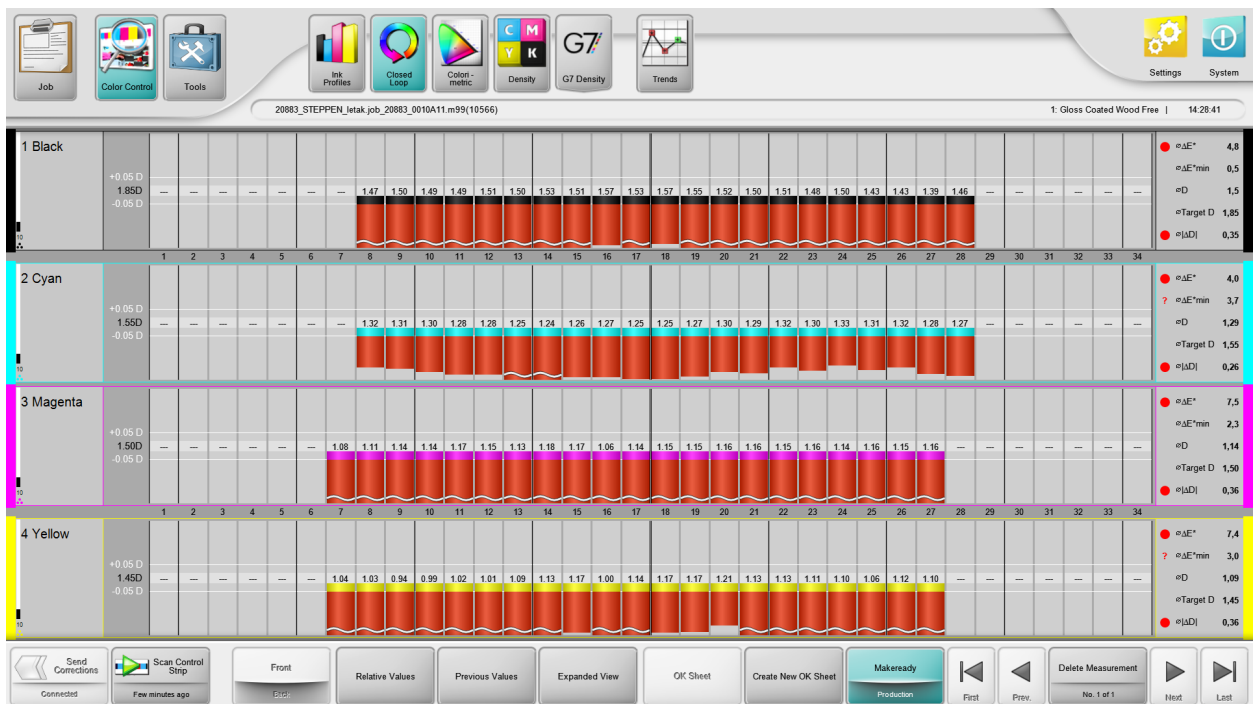 Job
Color Control
Tools
Ink Profiles
Closed Loop
Colori-metric
C M Y K
Density
G7
G7 Density
Trends
Settings
System
20883_STEPPEN_letak.job_20883_0010A11.m99(10566)
1: Gloss Coated Wood Free | 14:28:41
1 Black
+0.05 D
1.85D --- --- --- --- --- --- --- 1.47 1.50 1.49 1.49 1.51 1.50 1.53 1.51 1.57 1.53 1.57 1.55 1.52 1.50 1.51 1.48 1.50 1.43 1.43 1.39 1.46 --- --- --- --- --- ---
-0.05 D
10
⌀ΔE* 4,8
⌀ΔE*min 0,5
⌀D 1,5
⌀Target D 1,85
⌀|ΔD| 0,35
1 2 3 4 5 6 7 8 9 10 11 12 13 14 15 16 17 18 19 20 21 22 23 24 25 26 27 28 29 30 31 32 33 34
2 Cyan
+0.05 D
1.55D --- --- --- --- --- --- --- 1.32 1.31 1.30 1.28 1.28 1.25 1.24 1.26 1.27 1.25 1.25 1.27 1.30 1.29 1.32 1.30 1.33 1.31 1.32 1.28 1.27 --- --- --- --- --- ---
-0.05 D
10
⌀ΔE* 4,0
? ⌀ΔE*min 3,7
⌀D 1,29
⌀Target D 1,55
⌀|ΔD| 0,26
3 Magenta
+0.05 D
1.50D --- --- --- --- --- --- 1.08 1.11 1.14 1.14 1.17 1.15 1.13 1.18 1.17 1.06 1.14 1.15 1.15 1.16 1.16 1.15 1.16 1.14 1.16 1.15 1.16 --- --- --- --- --- --- ---
-0.05 D
10
⌀ΔE* 7,5
⌀ΔE*min 2,3
⌀D 1,14
⌀Target D 1,50
⌀|ΔD| 0,36
1 2 3 4 5 6 7 8 9 10 11 12 13 14 15 16 17 18 19 20 21 22 23 24 25 26 27 28 29 30 31 32 33 34
4 Yellow
+0.05 D
1.45D --- --- --- --- --- --- 1.04 1.03 0.94 0.99 1.02 1.01 1.09 1.13 1.17 1.00 1.14 1.17 1.17 1.21 1.13 1.13 1.11 1.10 1.06 1.12 1.10 --- --- --- --- --- --- ---
-0.05 D
10
⌀ΔE* 7,4
? ⌀ΔE*min 3,0
⌀D 1,09
⌀Target D 1,45
⌀|ΔD| 0,36
Send Corrections
Connected
Scan Control Strip
Few minutes ago
Front
Back
Relative Values
Previous Values
Expanded View
OK Sheet
Create New OK Sheet
Makeready
Production
First
Prev.
Delete Measurement
No. 1 of 1
Next
Last